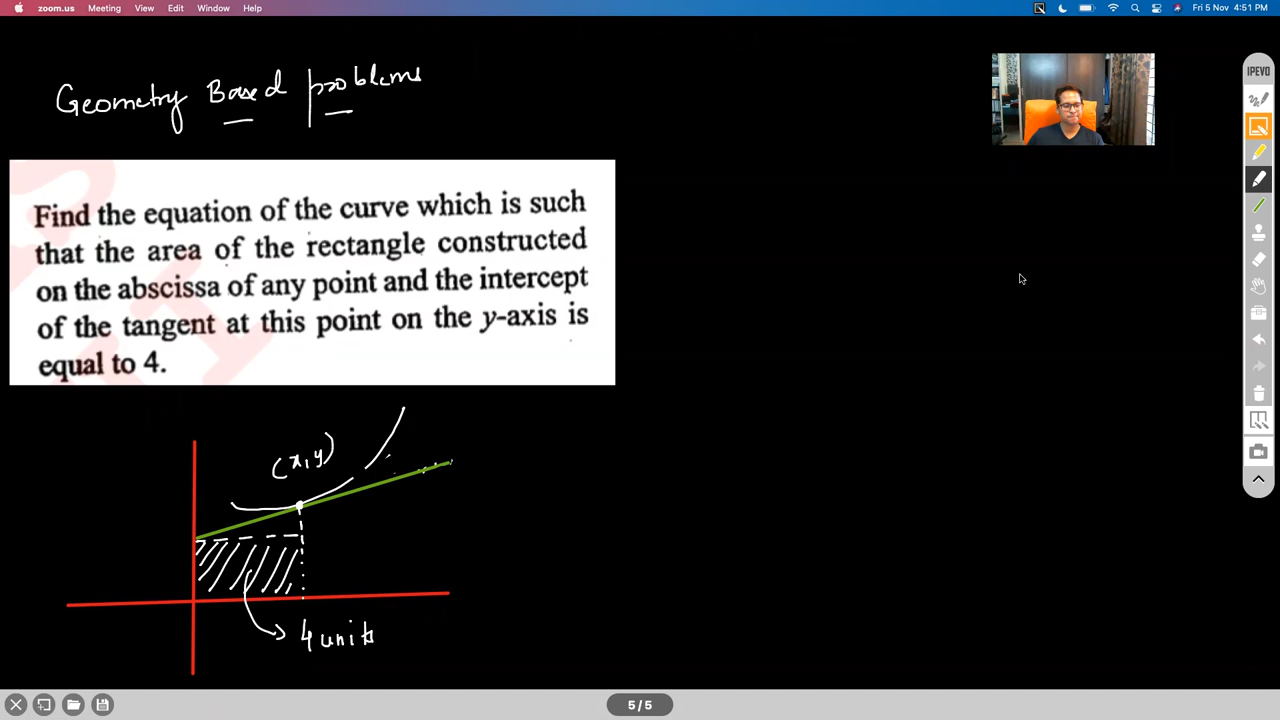 zoom.us Meeting View Edit Window Help Fri 5 Nov 4:51 PM
Geometry Based problems
IPEVO
Find the equation of the curve which is such
that the area of the rectangle constructed
on the abscissa of any point and the intercept
of the tangent at this point on the y-axis is
equal to 4.
(x,y)
4 units
5/5